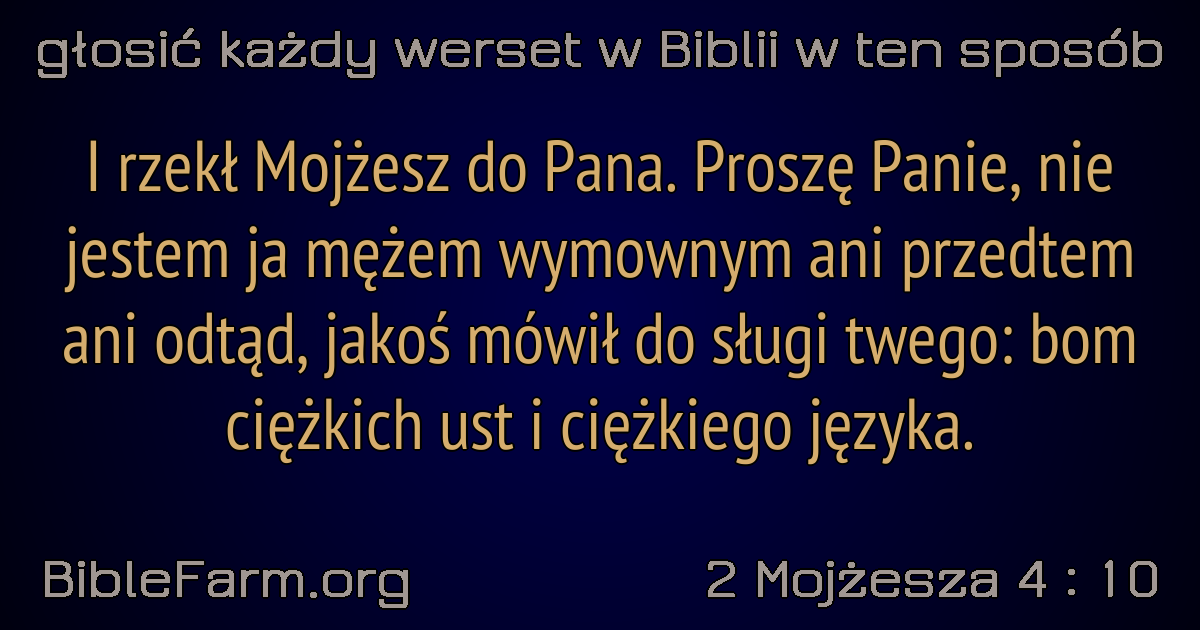 głosić każdy werset w Biblii w ten sposób
I rzekł Mojżesz do Pana. Proszę Panie, nie
jestem ja mężem wymownym ani przedtem
ani odtąd, jakoś mówił do sługi twego: bom
ciężkich ust i ciężkiego języka.
BibleFarm.org
2 Mojżesza 4 : 10